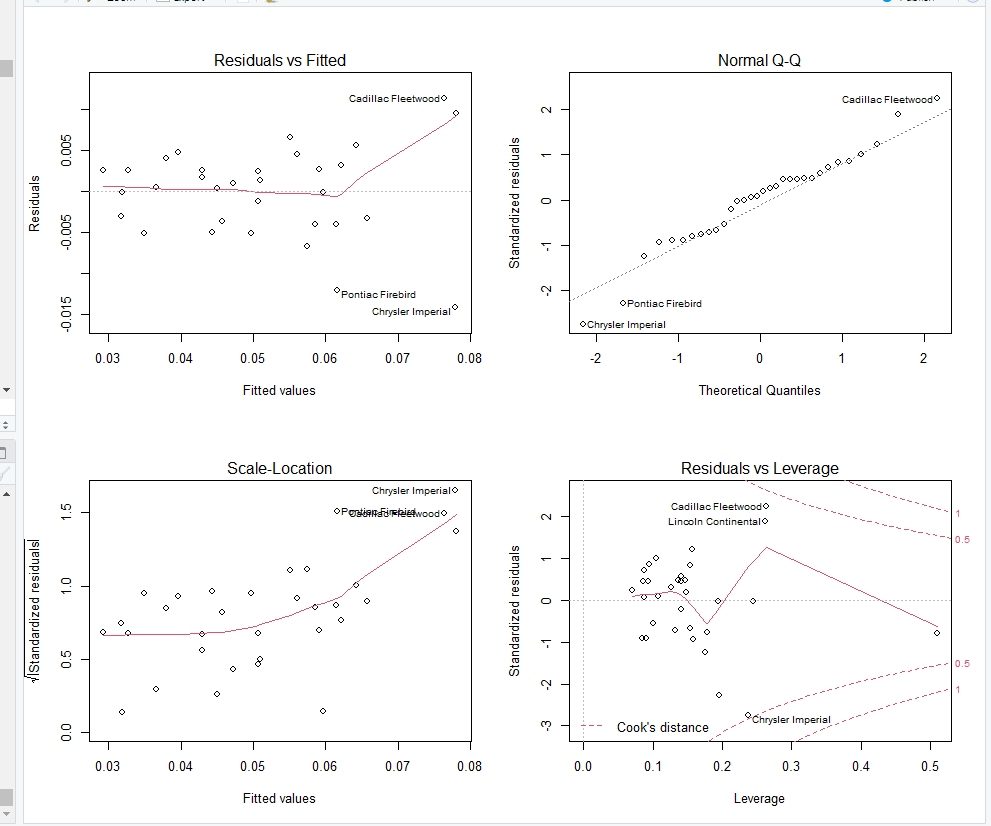 Residuals vs Fitted
Cadillac Fleetwood
Pontiac Firebird
Chrysler Imperial
0.005
-0.005
-0.015
Residuals
0.03 0.04 0.05 0.06 0.07 0.08
Fitted values
Normal Q-Q
Cadillac Fleetwood
Pontiac Firebird
Chrysler Imperial
2
1
0
-1
-2
Standardized residuals
-2 -1 0 1 2
Theoretical Quantiles
Scale-Location
Chrysler Imperial
Pontiac Firebird
Cadillac Fleetwood
1.5
1.0
0.5
0.0
√|Standardized residuals|
0.03 0.04 0.05 0.06 0.07 0.08
Fitted values
Residuals vs Leverage
Cadillac Fleetwood
Lincoln Continental
1
0.5
0.5
1
Chrysler Imperial
Cook's distance
2
1
0
-1
-2
-3
Standardized residuals
0.0 0.1 0.2 0.3 0.4 0.5
Leverage